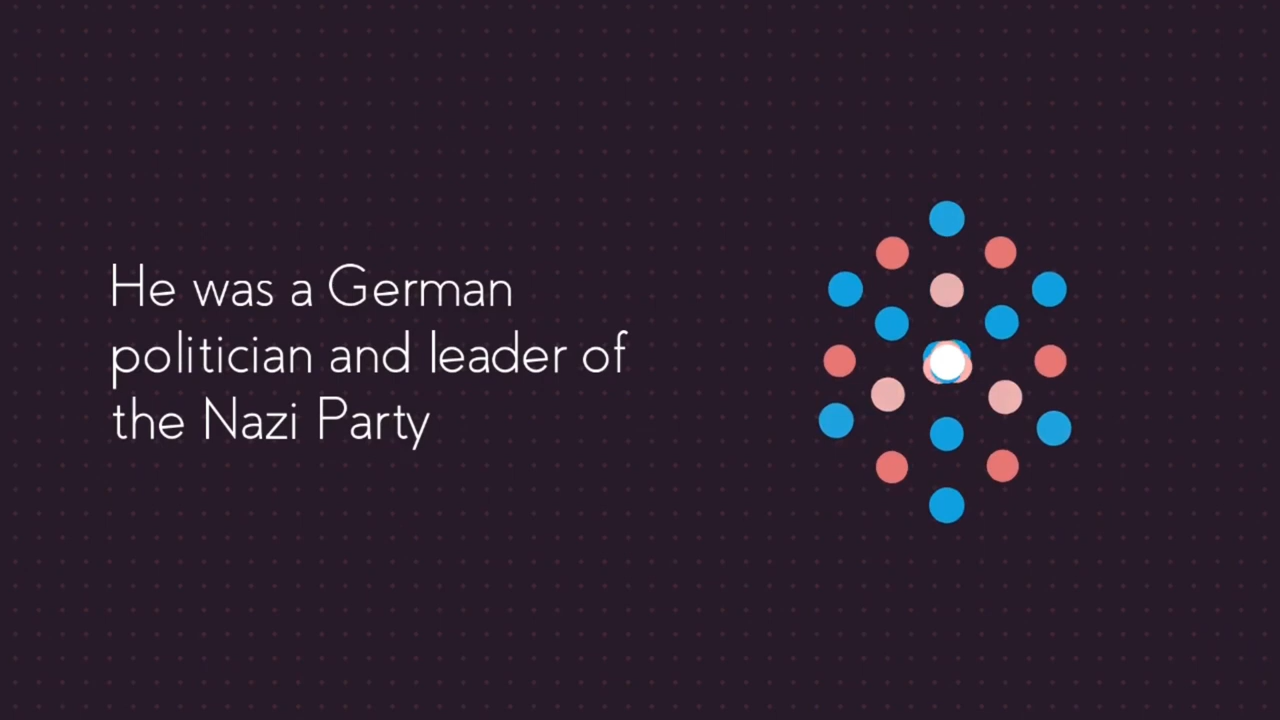 He was a German
politician and leader of
the Nazi Party